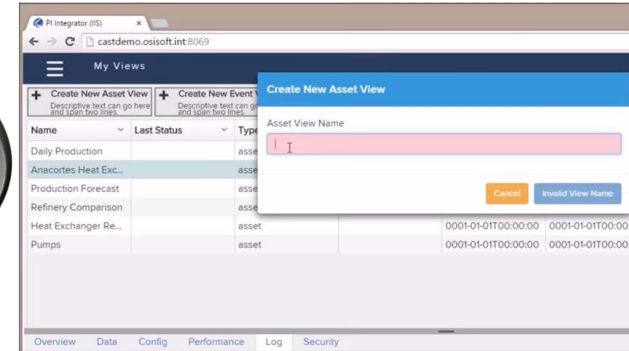 PI Integrator (IIS)
castdemo.osisoft.int:8069
My Views
Create New Asset View
Descriptive text can go here and span two lines.
Create New Event
Descriptive text can go
and span two lines.
Create New Asset View
Asset View Name
Cancel
Invalid View Name
Name
Last Status
Type
Daily Production
asse
Anacortes Heat Exc...
asse
Production Forecast
asse
Refinery Comparison
asse
Heat Exchanger Re...
asset
0001-01-01T00:00:00
0001-01-01T00:00
Pumps
asset
0001-01-01T00:00:00
0001-01-01T00:00
Overview Data Config Performance Log Security